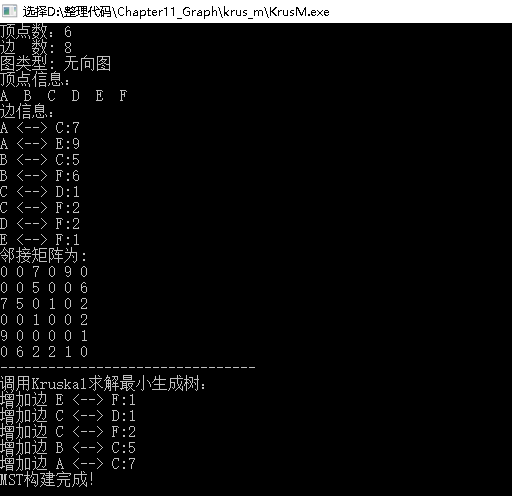 选择D:\整理代码\Chapter11_Graph\krus_m\KrusM.exe
顶点数：6
边  数：8
图类型: 无向图
顶点信息：
A  B  C  D  E  F
边信息：
A <--> C:7
A <--> E:9
B <--> C:5
B <--> F:6
C <--> D:1
C <--> F:2
D <--> F:2
E <--> F:1
邻接矩阵为:
0 0 7 0 9 0
0 0 5 0 0 6
7 5 0 1 0 2
0 0 1 0 0 2
9 0 0 0 0 1
0 6 2 2 1 0
--------------------------------
调用Kruskal求解最小生成树：
增加边 E <--> F:1
增加边 C <--> D:1
增加边 C <--> F:2
增加边 B <--> C:5
增加边 A <--> C:7
MST构建完成!